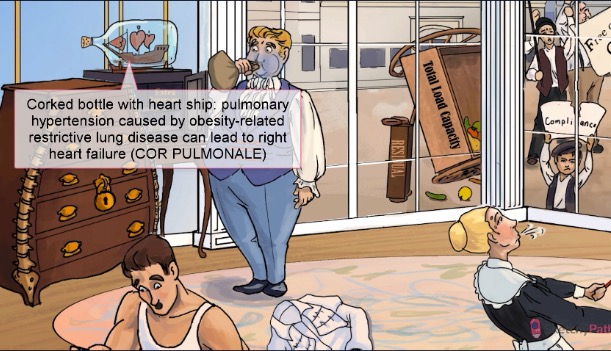 Corked bottle with heart ship: pulmonary
hypertension caused by obesity-related
restrictive lung disease can lead to right
heart failure (COR PULMONALE)
Total Load Capacity
Compliance